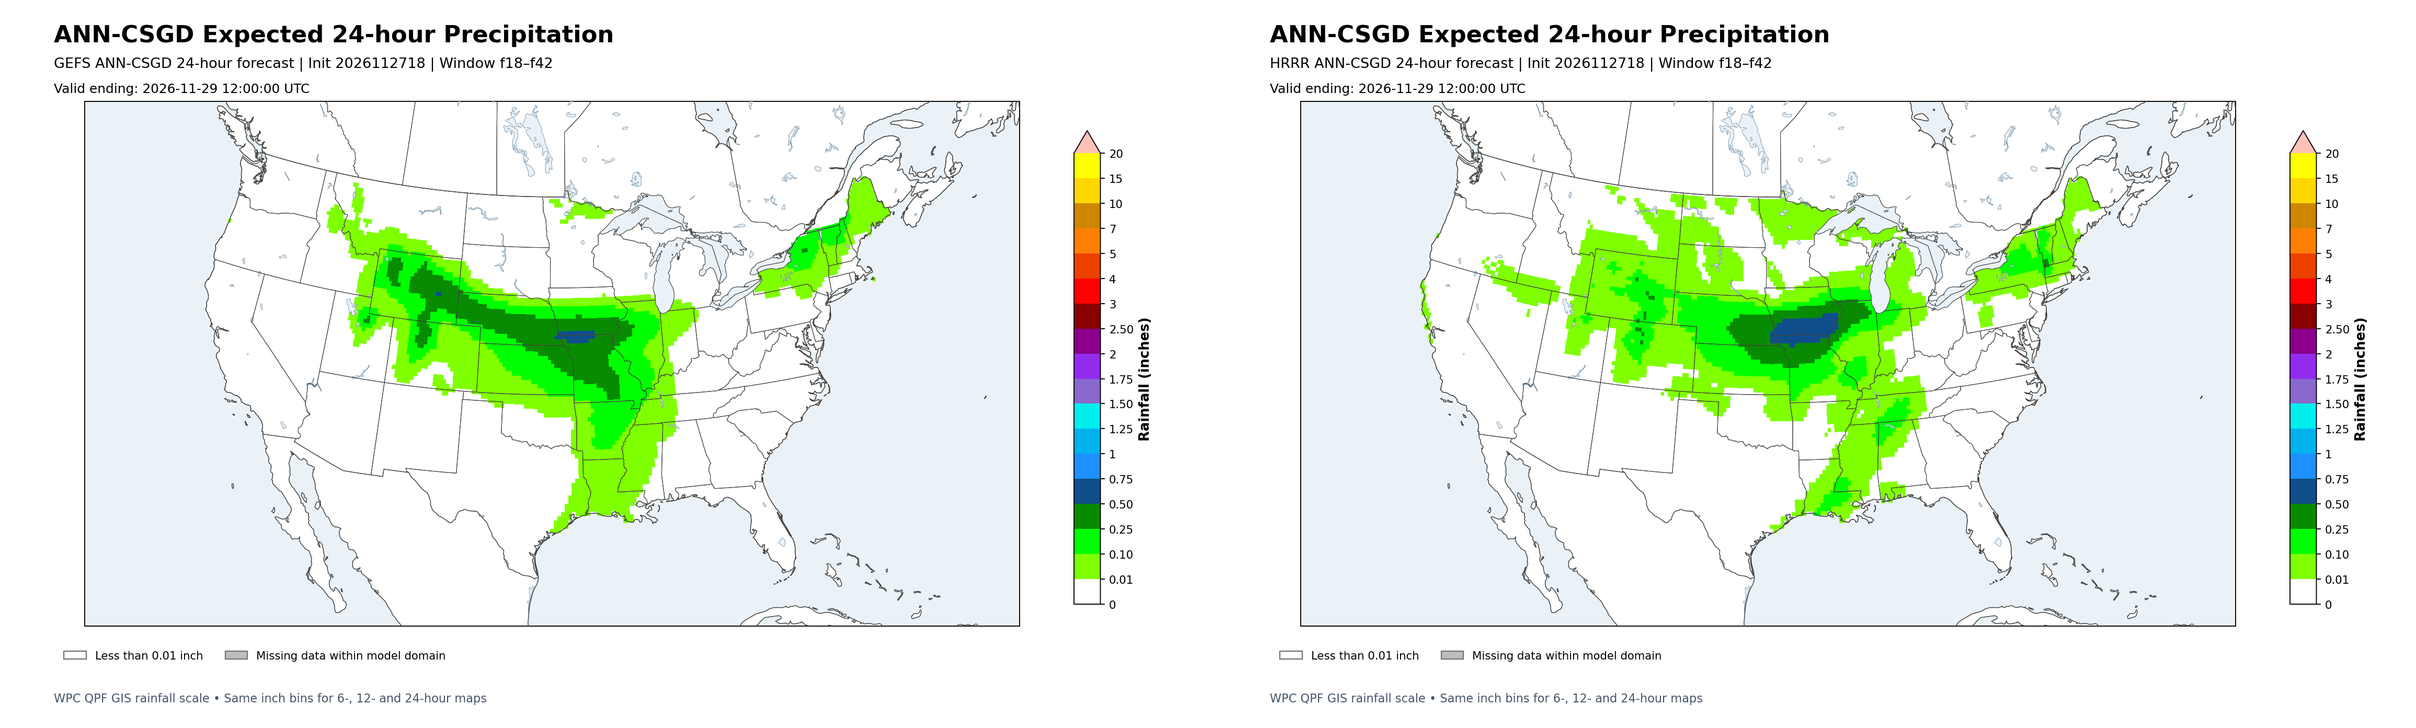 ANN-CSGD Expected 24-hour Precipitation
GEFS ANN-CSGD 24-hour forecast | Init 2026112718 | Window f18–f42
Valid ending: 2026-11-29 12:00:00 UTC
20
15
10
7
5
4
3
2.50
2
1.75
1.50
1.25
1
0.75
0.50
0.25
0.10
0.01
0
Rainfall (inches)
Less than 0.01 inch
Missing data within model domain
WPC QPF GIS rainfall scale • Same inch bins for 6-, 12- and 24-hour maps
ANN-CSGD Expected 24-hour Precipitation
HRRR ANN-CSGD 24-hour forecast | Init 2026112718 | Window f18–f42
Valid ending: 2026-11-29 12:00:00 UTC
20
15
10
7
5
4
3
2.50
2
1.75
1.50
1.25
1
0.75
0.50
0.25
0.10
0.01
0
Rainfall (inches)
Less than 0.01 inch
Missing data within model domain
WPC QPF GIS rainfall scale • Same inch bins for 6-, 12- and 24-hour maps